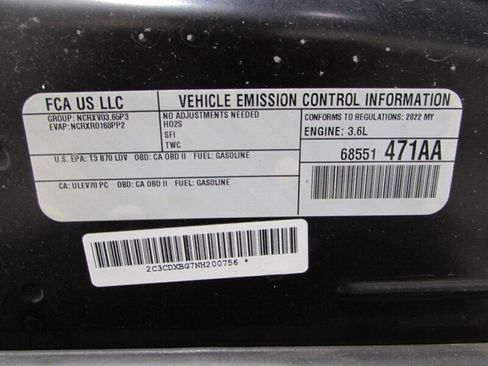 FCA US LLC
GROUP: NCRXV03.65P3
EVAP: NCRXR0168PP2
VEHICLE EMISSION CONTROL INFORMATION
NO ADJUSTMENTS NEEDED
HO2S
SFI
TWC
CONFORMS TO REGULATIONS: 2022 MY
ENGINE: 3.6L
U.S. EPA: T3 B70 LDV OBD: CA OBD II FUEL: GASOLINE
68551 471AA
CA: ULEV70 PC OBD: CA OBD II FUEL: GASOLINE
2C3CDXBG7NH200756 *